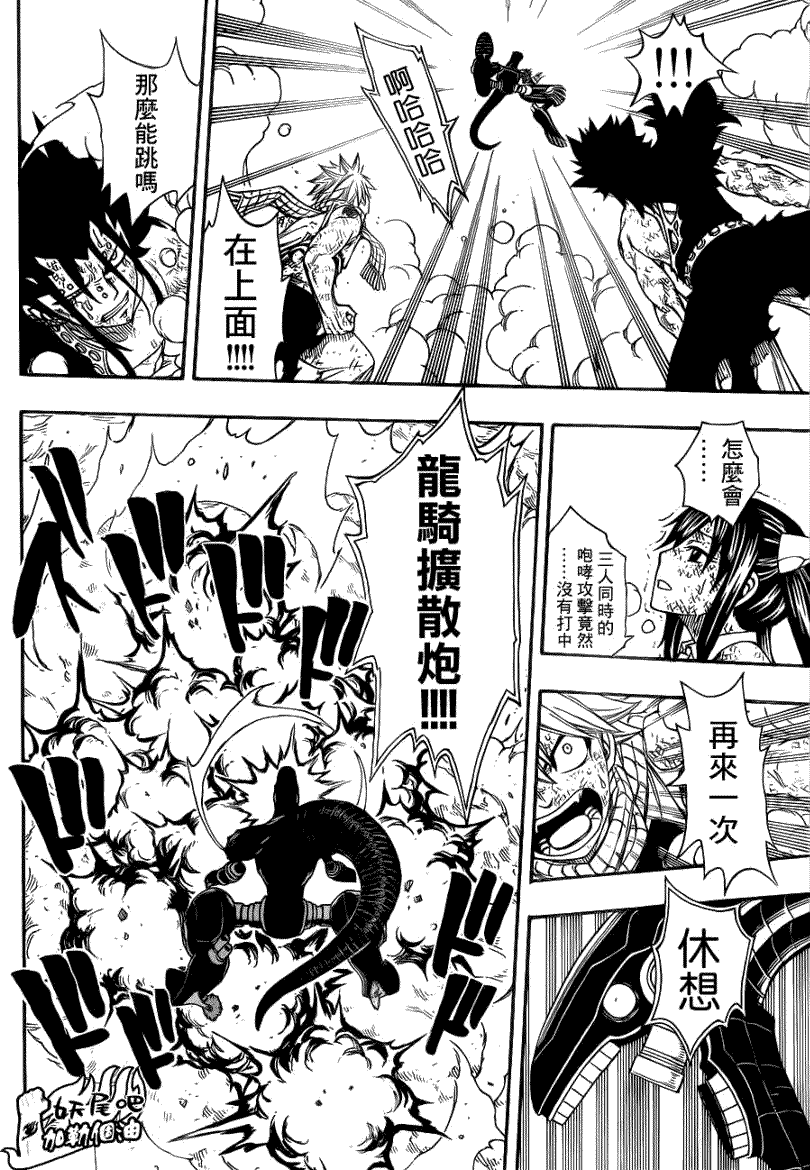 !!!
啊哈哈哈
在上面!!!!
那麼能跳嗎
怎麼會
……
三人同時的
咆哮攻擊竟然
……沒有打中
再來一次
休想
龍騎擴散炮!!!!
ドドド
ドドドド
妖尾吧
加勒個油